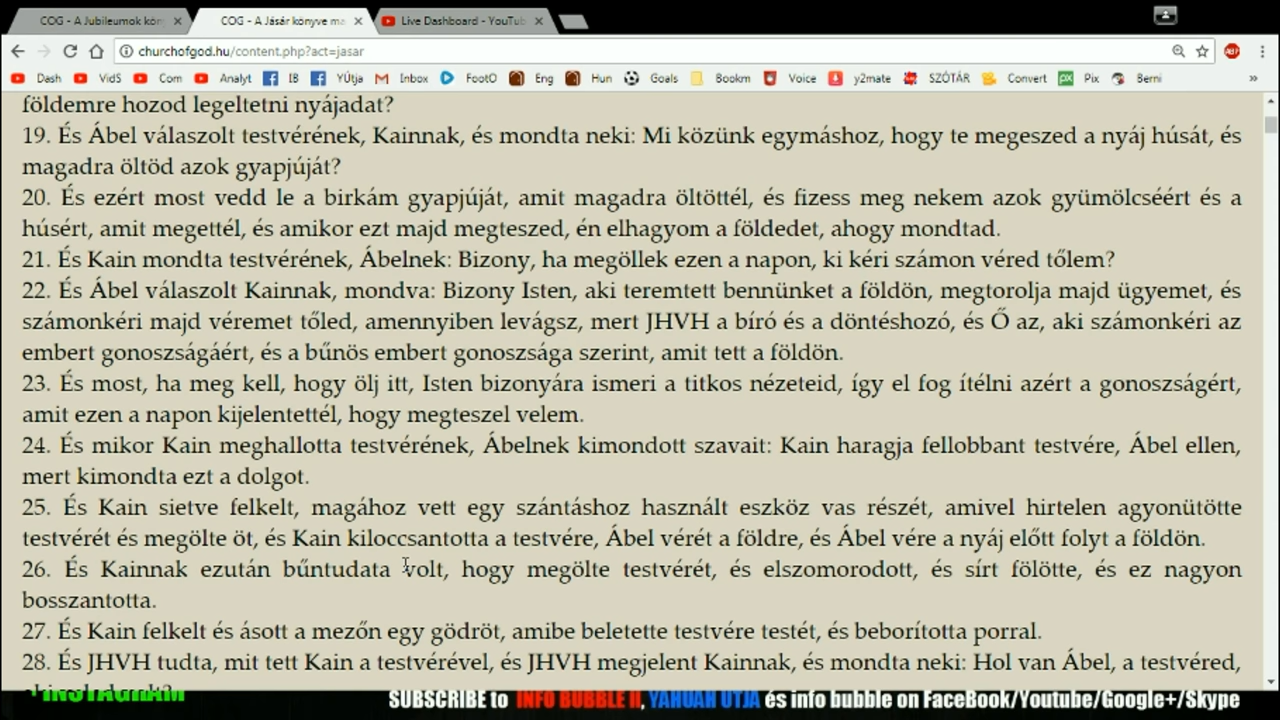 COG - A Jubileumok kön
COG - A Jásár könyve ma
Live Dashboard - YouTub
churchofgod.hu/content.php?act=jasar
Dash VidS Com Analyt IB YÚtja Inbox FootO Eng Hun Goals Bookm Voice y2mate SZÓTÁR Convert Pix Berni »
földemre hozod legeltetni nyájadat?
19. És Ábel válaszolt testvérének, Kainnak, és mondta neki: Mi közünk egymáshoz, hogy te megeszed a nyáj húsát, és
magadra öltöd azok gyapjúját?
20. És ezért most vedd le a birkám gyapjúját, amit magadra öltöttél, és fizess meg nekem azok gyümölcséért és a
húsért, amit megettél, és amikor ezt majd megteszed, én elhagyom a földedet, ahogy mondtad.
21. És Kain mondta testvérének, Ábelnek: Bizony, ha megöllek ezen a napon, ki kéri számon véred tőlem?
22. És Ábel válaszolt Kainnak, mondva: Bizony Isten, aki teremtett bennünket a földön, megtorolja majd ügyemet, és
számonkéri majd véremet tőled, amennyiben levágsz, mert JHVH a bíró és a döntéshozó, és Ő az, aki számonkéri az
embert gonoszságáért, és a bűnös embert gonoszsága szerint, amit tett a földön.
23. És most, ha meg kell, hogy ölj itt, Isten bizonyára ismeri a titkos nézeteid, így el fog ítélni azért a gonoszságért,
amit ezen a napon kijelentettél, hogy megteszel velem.
24. És mikor Kain meghallotta testvérének, Ábelnek kimondott szavait: Kain haragja fellobbant testvére, Ábel ellen,
mert kimondta ezt a dolgot.
25. És Kain sietve felkelt, magához vett egy szántáshoz használt eszköz vas részét, amivel hirtelen agyonütötte
testvérét és megölte öt, és Kain kiloccsantotta a testvére, Ábel vérét a földre, és Ábel vére a nyáj előtt folyt a földön.
26. És Kainnak ezután bűntudata volt, hogy megölte testvérét, és elszomorodott, és sírt fölötte, és ez nagyon
bosszantotta.
27. És Kain felkelt és ásott a mezőn egy gödröt, amibe beletette testvére testét, és beborította porral.
28. És JHVH tudta, mit tett Kain a testvérével, és JHVH megjelent Kainnak, és mondta neki: Hol van Ábel, a testvéred,
INSTAGRAM
SUBSCRIBE to INFO BUBBLE II, YAHUAH UTJA és info bubble on FaceBook/Youtube/Google+/Skype